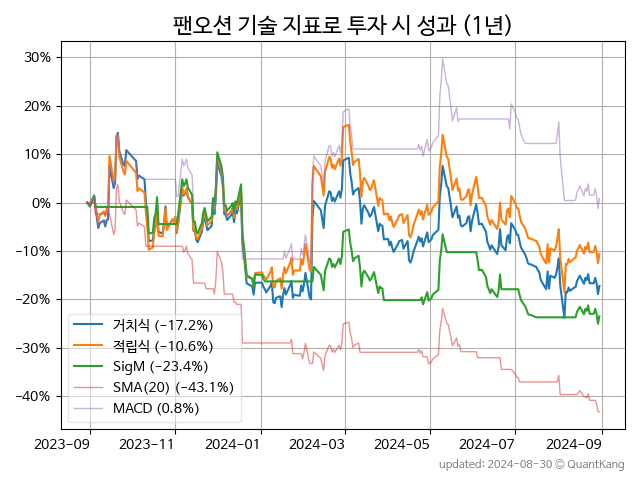 팬오션 기술 지표로 투자 시 성과 (1년)
30%
20%
10%
0%
−10%
−20%
−30%
−40%
거치식 (−17.2%)
적립식 (−10.6%)
SigM (−23.4%)
SMA(20) (−43.1%)
MACD (0.8%)
2023-09
2023-11
2024-01
2024-03
2024-05
2024-07
2024-09
updated: 2024-08-30 © QuantKang